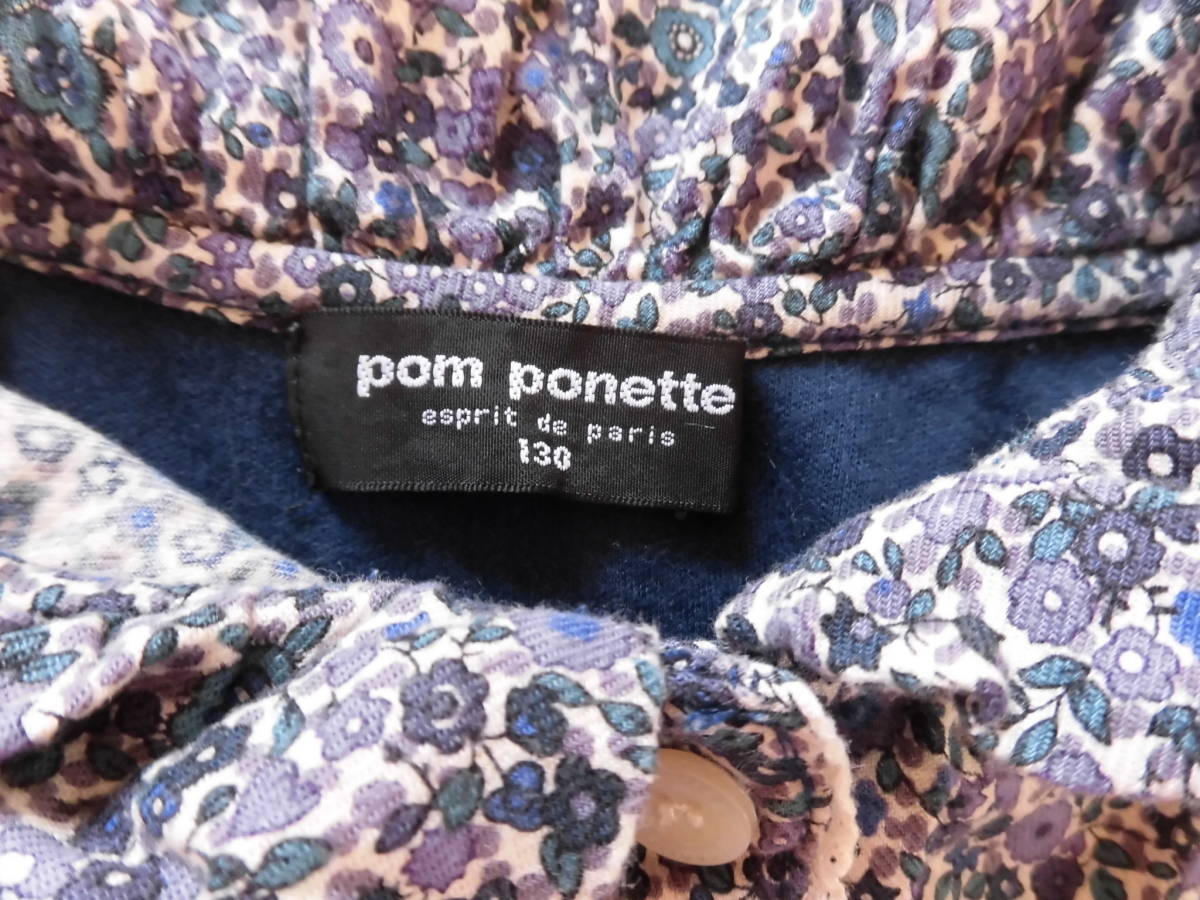 pom ponette
esprit de paris
130